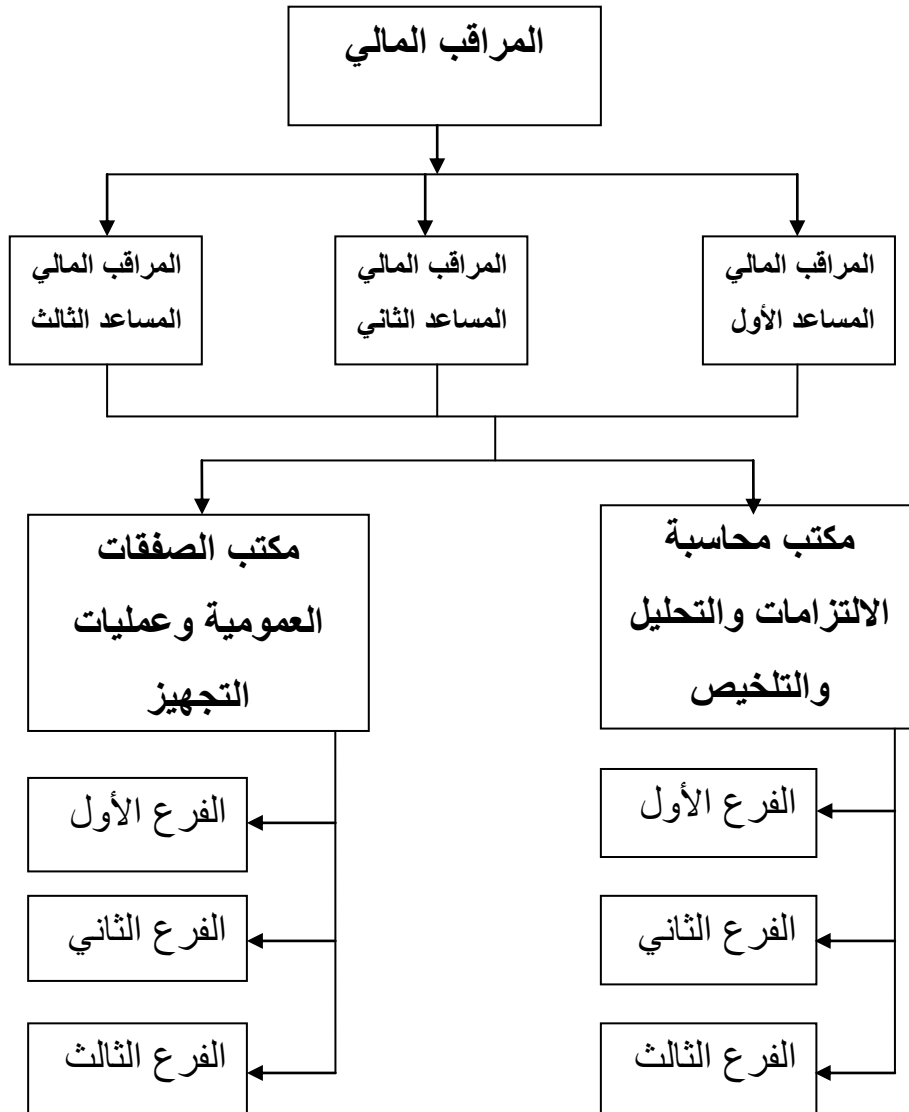 المراقب المالي
المراقب المالي
المساعد الأول
المراقب المالي
المساعد الثاني
المراقب المالي
المساعد الثالث
مكتب محاسبة
الالتزامات والتحليل
والتلخيص
مكتب الصفقات
العمومية وعمليات
التجهيز
الفرع الأول
الفرع الثاني
الفرع الثالث
الفرع الأول
الفرع الثاني
الفرع الثالث